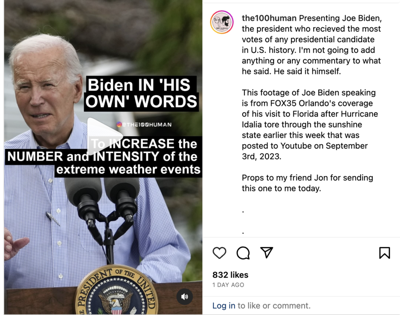 the100human Presenting Joe Biden,
the president who recieved the most
votes of any presidential candidate
in U.S. history. I'm not going to add
anything or any commentary to what
he said. He said it himself.
This footage of Joe Biden speaking
is from FOX35 Orlando's coverage
of his visit to Florida after Hurricane
Idalia tore through the sunshine
state earlier this week that was
posted to Youtube on September
3rd, 2023.
Props to my friend Jon for sending
this one to me today.
.
.
832 likes
1 DAY AGO
Log in to like or comment.
Biden IN 'HIS
OWN' WORDS
@THE100HUMAN
To INCREASE the
NUMBER and INTENSITY of the
extreme weather events
PRESIDENT OF THE UNITED